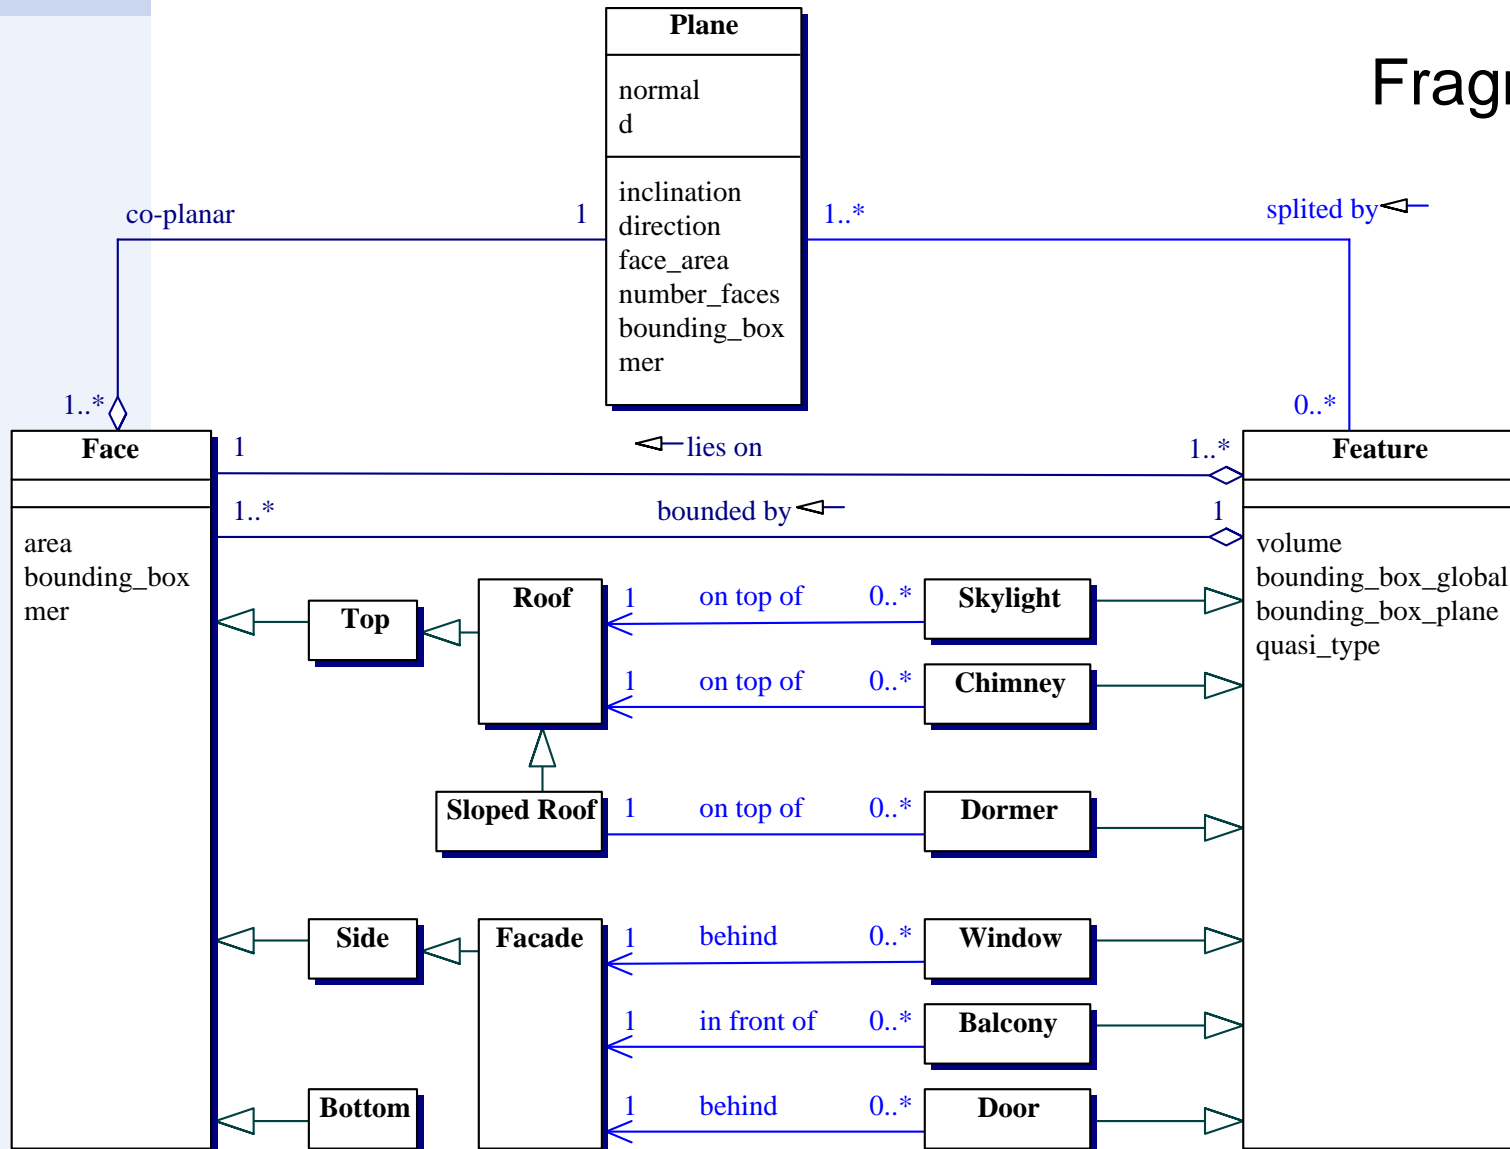 Plane
Fragr
normal
d
inclination
direction
face_area
number_faces
bounding_box
mer
co-planar
1
1..*
splited by
1..*
0..*
Face
1
lies on
1..*
Feature
1..*
bounded by
1
area
bounding_box
mer
volume
bounding_box_global
bounding_box_plane
quasi_type
Top
Roof
1 on top of 0..*
Skylight
1 on top of 0..*
Chimney
Sloped Roof
1 on top of 0..*
Dormer
Side
Facade
1 behind 0..*
Window
1 in front of 0..*
Balcony
Bottom
1 behind 0..*
Door